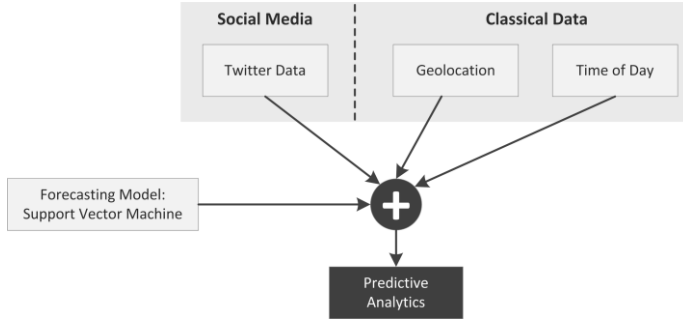 Social Media
Classical Data
Twitter Data
Geolocation
Time of Day
Forecasting Model:
Support Vector Machine
Predictive
Analytics